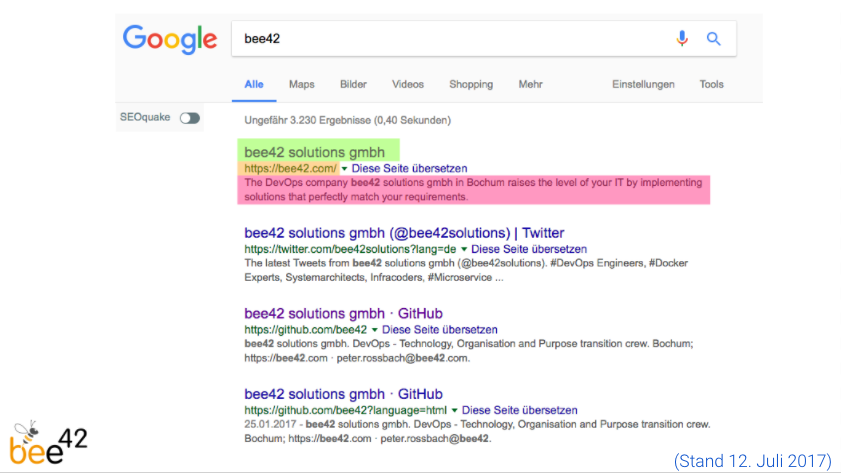 Google
bee42
Alle Maps Bilder Videos Shopping Mehr Einstellungen Tools
SEOquake
Ungefähr 3.230 Ergebnisse (0,40 Sekunden)
bee42 solutions gmbh
https://bee42.com/ Diese Seite übersetzen
The DevOps company bee42 solutions gmbh in Bochum raises the level of your IT by implementing
solutions that perfectly match your requirements.
bee42 solutions gmbh (@bee42solutions) | Twitter
https://twitter.com/bee42solutions?lang=de Diese Seite übersetzen
The latest Tweets from bee42 solutions gmbh (@bee42solutions). #DevOps Engineers, #Docker
Experts, Systemarchitects, Infracoders, #Microservice ...
bee42 solutions gmbh · GitHub
https://github.com/bee42 Diese Seite übersetzen
bee42 solutions gmbh. DevOps - Technology, Organisation and Purpose transition crew. Bochum;
https://bee42.com · peter.rossbach@bee42.com.
bee42 solutions gmbh · GitHub
https://github.com/bee42?language=html Diese Seite übersetzen
25.01.2017 - bee42 solutions gmbh. DevOps - Technology, Organisation and Purpose transition crew.
Bochum; https://bee42.com · peter.rossbach@bee42.
bee42
(Stand 12. Juli 2017)